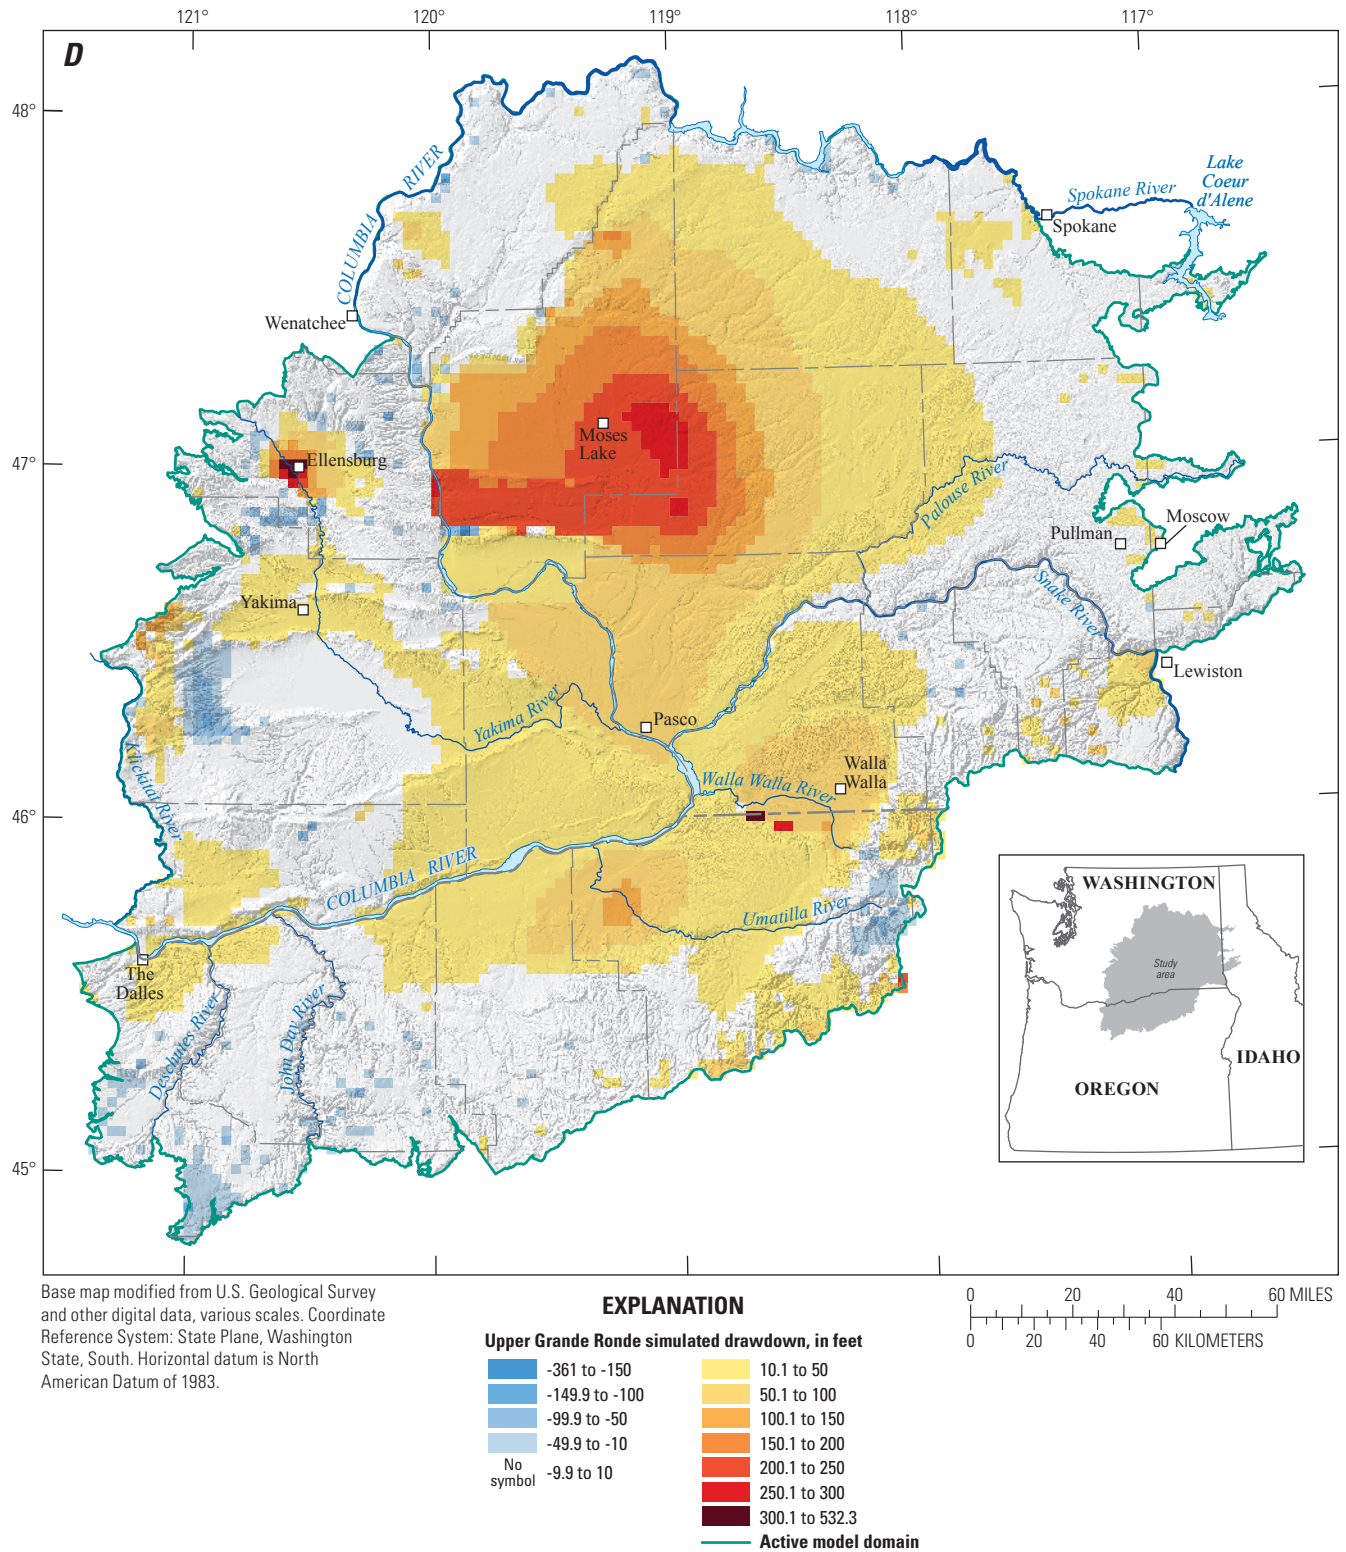 121°
120°
119°
118°
117°
D
48°
47°
46°
45°
COLUMBIA RIVER
Lake
Coeur
d'Alene
Spokane River
Spokane
Wenatchee
Moses
Lake
Ellensburg
Palouse River
Pullman
Moscow
Snake River
Yakima
Lewiston
Yakima River
Pasco
Klickitat River
Walla Walla River
Walla
Walla
COLUMBIA RIVER
Umatilla River
The
Dalles
Deschutes River
John Day River
WASHINGTON
Study
area
IDAHO
OREGON
Base map modified from U.S. Geological Survey
and other digital data, various scales. Coordinate
Reference System: State Plane, Washington
State, South. Horizontal datum is North
American Datum of 1983.
EXPLANATION
Upper Grande Ronde simulated drawdown, in feet
-361 to -150
-149.9 to -100
-99.9 to -50
-49.9 to -10
No
symbol
-9.9 to 10
10.1 to 50
50.1 to 100
100.1 to 150
150.1 to 200
200.1 to 250
250.1 to 300
300.1 to 532.3
Active model domain
0 20 40 60 MILES
0 20 40 60 KILOMETERS